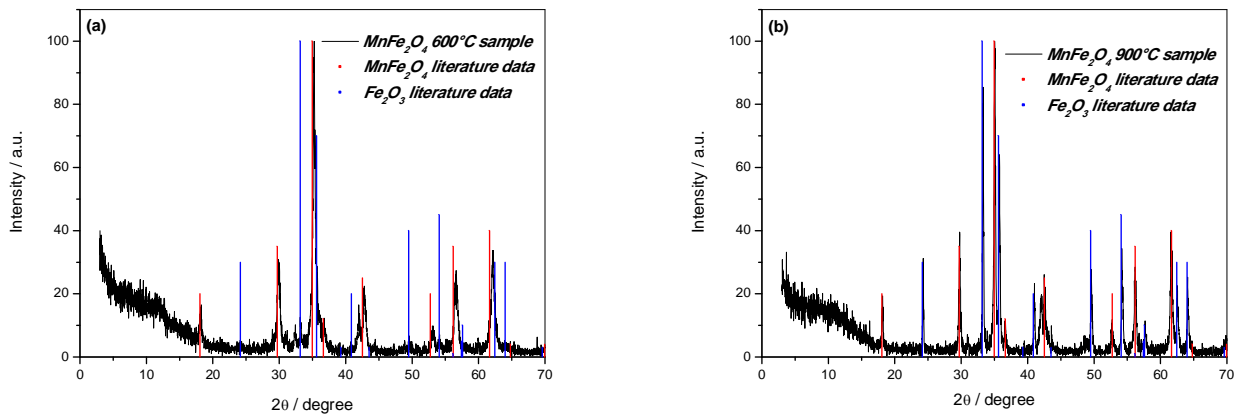 (a)
MnFe₂O₄ 600°C sample
MnFe₂O₄ literature data
Fe₂O₃ literature data
Intensity / a.u.
100
80
60
40
20
0
0 10 20 30 40 50 60 70
2θ / degree
(b)
MnFe₂O₄ 900°C sample
MnFe₂O₄ literature data
Fe₂O₃ literature data
Intensity / a.u.
100
80
60
40
20
0
0 10 20 30 40 50 60 70
2θ / degree